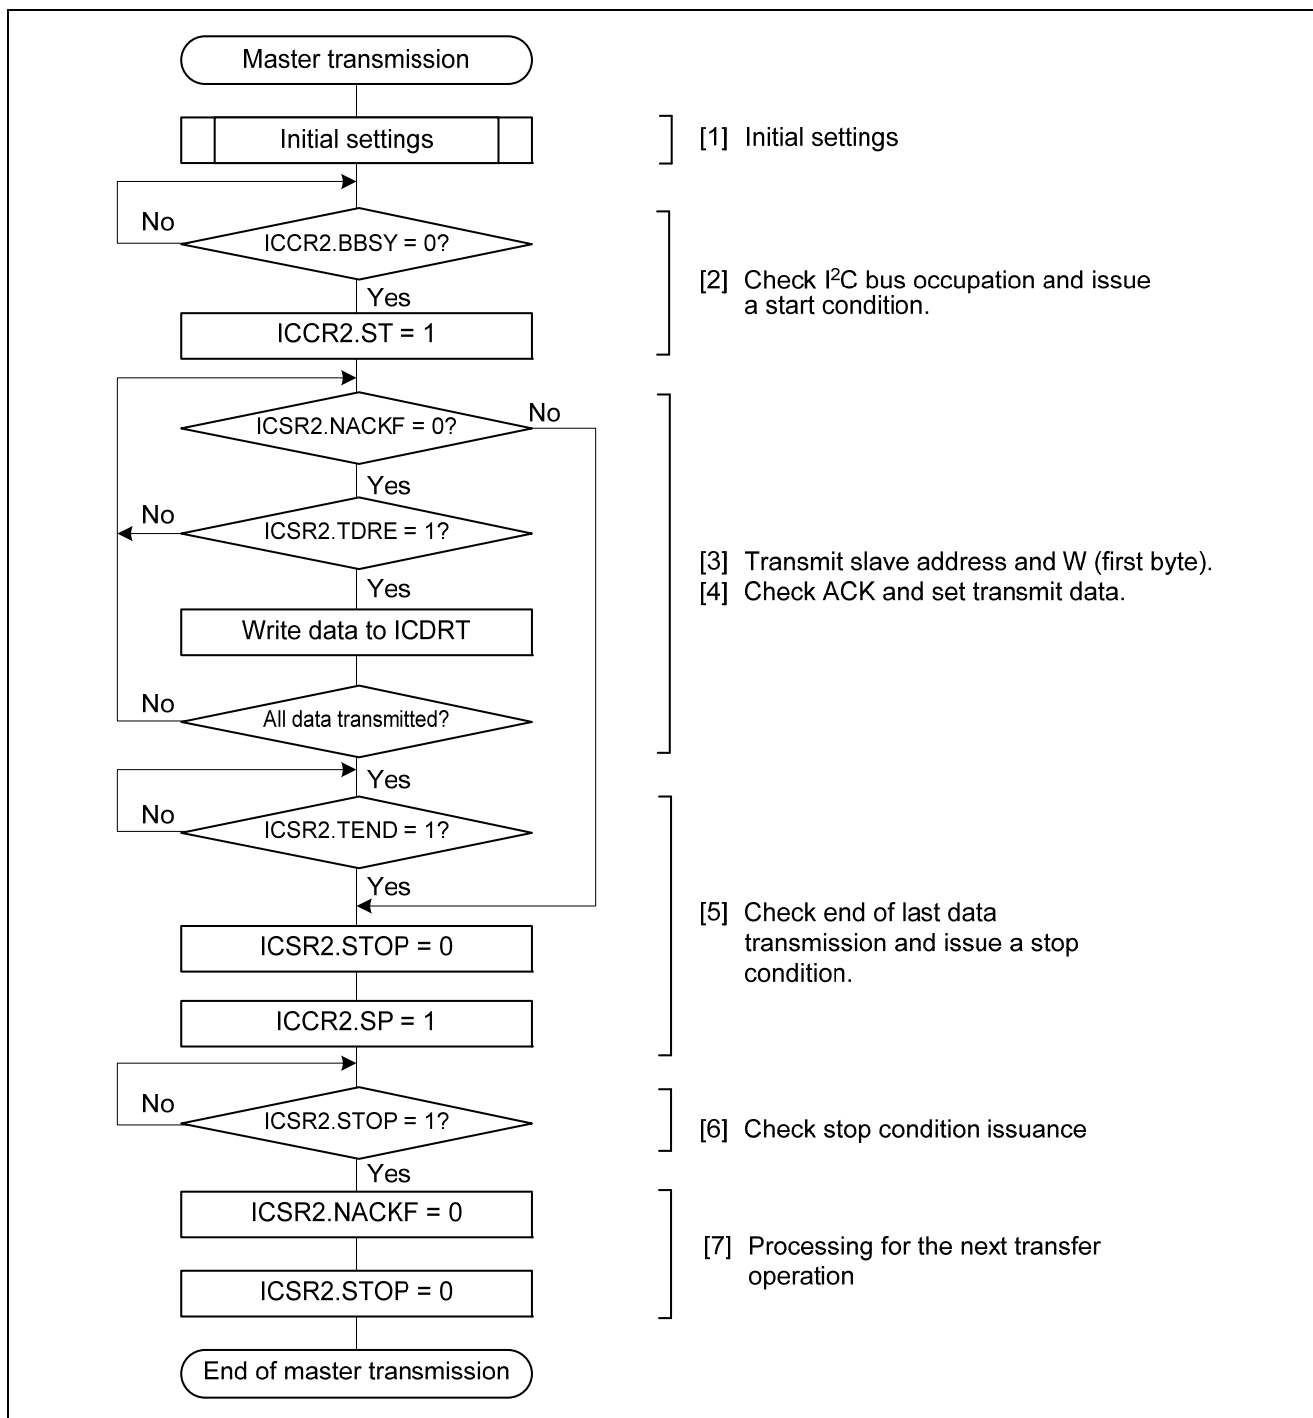 Master transmission
Initial settings
[1] Initial settings
No
ICCR2.BBSY = 0?
Yes
[2] Check I²C bus occupation and issue
a start condition.
ICCR2.ST = 1
ICSR2.NACKF = 0?
No
Yes
No
ICSR2.TDRE = 1?
[3] Transmit slave address and W (first byte).
[4] Check ACK and set transmit data.
Yes
Write data to ICDRT
No
All data transmitted?
Yes
No
ICSR2.TEND = 1?
Yes
[5] Check end of last data
transmission and issue a stop
condition.
ICSR2.STOP = 0
ICCR2.SP = 1
No
ICSR2.STOP = 1?
[6] Check stop condition issuance
Yes
ICSR2.NACKF = 0
[7] Processing for the next transfer
operation
ICSR2.STOP = 0
End of master transmission